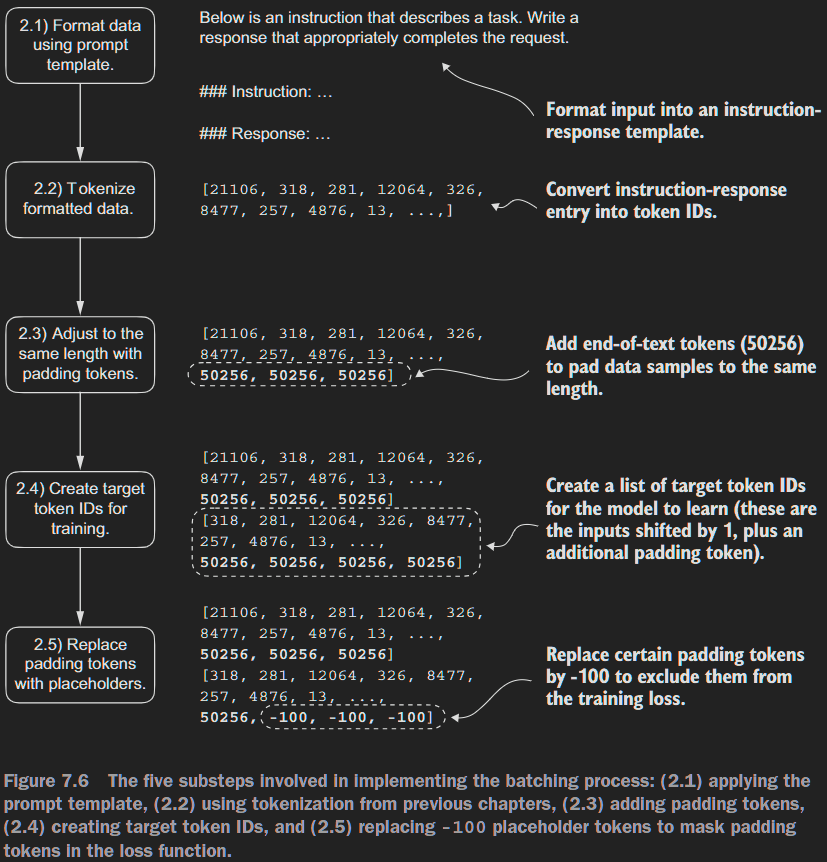 2.1) Format data
using prompt
template.
Below is an instruction that describes a task. Write a
response that appropriately completes the request.
### Instruction: …
### Response: …
Format input into an instruction-
response template.
2.2) Tokenize
formatted data.
[21106, 318, 281, 12064, 326,
8477, 257, 4876, 13, ...,]
Convert instruction-response
entry into token IDs.
2.3) Adjust to the
same length with
padding tokens.
[21106, 318, 281, 12064, 326,
8477, 257, 4876, 13, ...,
50256, 50256, 50256]
Add end-of-text tokens (50256)
to pad data samples to the same
length.
2.4) Create target
token IDs for
training.
[21106, 318, 281, 12064, 326,
8477, 257, 4876, 13, ...,
50256, 50256, 50256]
[318, 281, 12064, 326, 8477,
257, 4876, 13, ...,
50256, 50256, 50256, 50256]
Create a list of target token IDs
for the model to learn (these are
the inputs shifted by 1, plus an
additional padding token).
2.5) Replace
padding tokens
with placeholders.
[21106, 318, 281, 12064, 326,
8477, 257, 4876, 13, ...,
50256, 50256, 50256]
[318, 281, 12064, 326, 8477,
257, 4876, 13, ...,
50256, -100, -100, -100]
Replace certain padding tokens
by -100 to exclude them from
the training loss.
Figure 7.6 The five substeps involved in implementing the batching process: (2.1) applying the
prompt template, (2.2) using tokenization from previous chapters, (2.3) adding padding tokens,
(2.4) creating target token IDs, and (2.5) replacing -100 placeholder tokens to mask padding
tokens in the loss function.